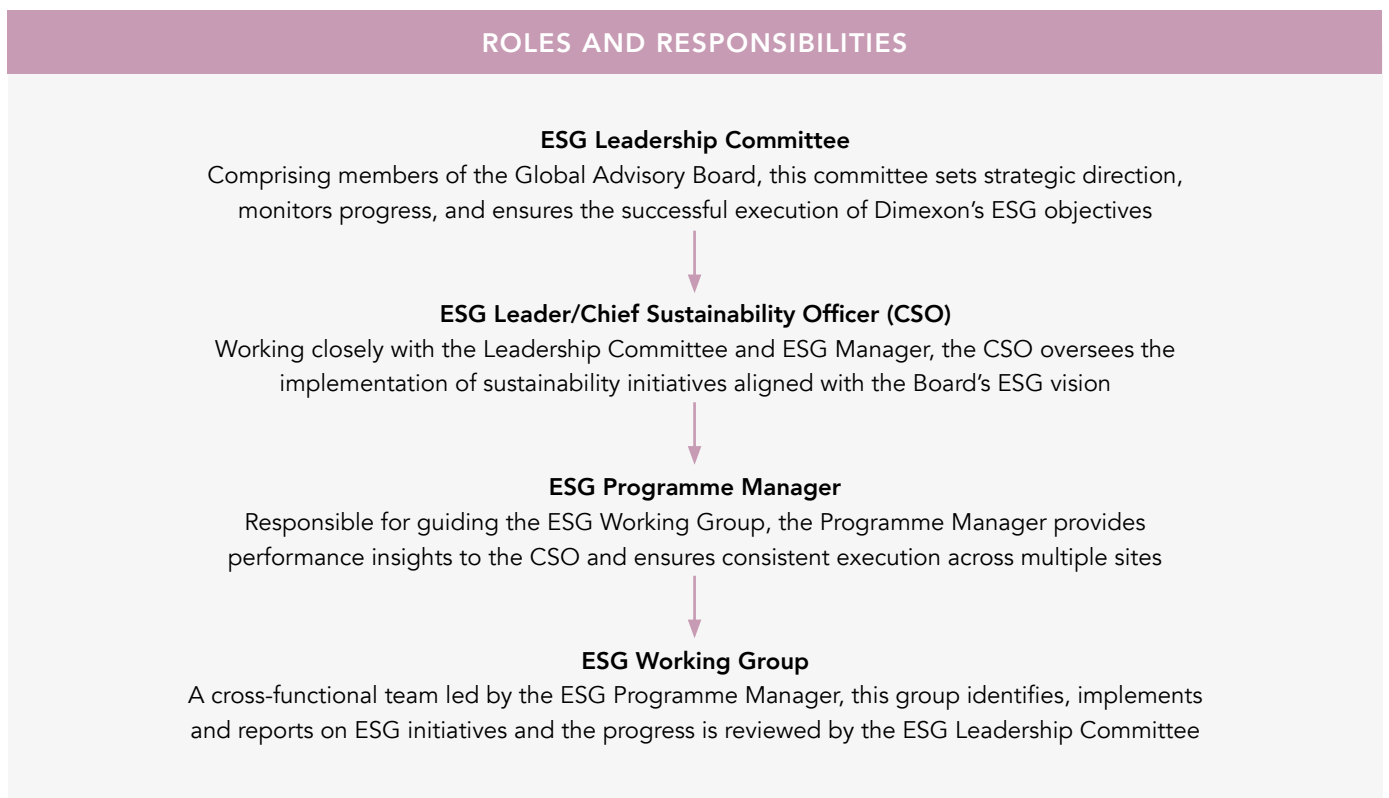 ROLES AND RESPONSIBILITIES
ESG Leadership Committee
Comprising members of the Global Advisory Board, this committee sets strategic direction,
monitors progress, and ensures the successful execution of Dimexon’s ESG objectives
ESG Leader/Chief Sustainability Officer (CSO)
Working closely with the Leadership Committee and ESG Manager, the CSO oversees the
implementation of sustainability initiatives aligned with the Board’s ESG vision
ESG Programme Manager
Responsible for guiding the ESG Working Group, the Programme Manager provides
performance insights to the CSO and ensures consistent execution across multiple sites
ESG Working Group
A cross-functional team led by the ESG Programme Manager, this group identifies, implements
and reports on ESG initiatives and the progress is reviewed by the ESG Leadership Committee